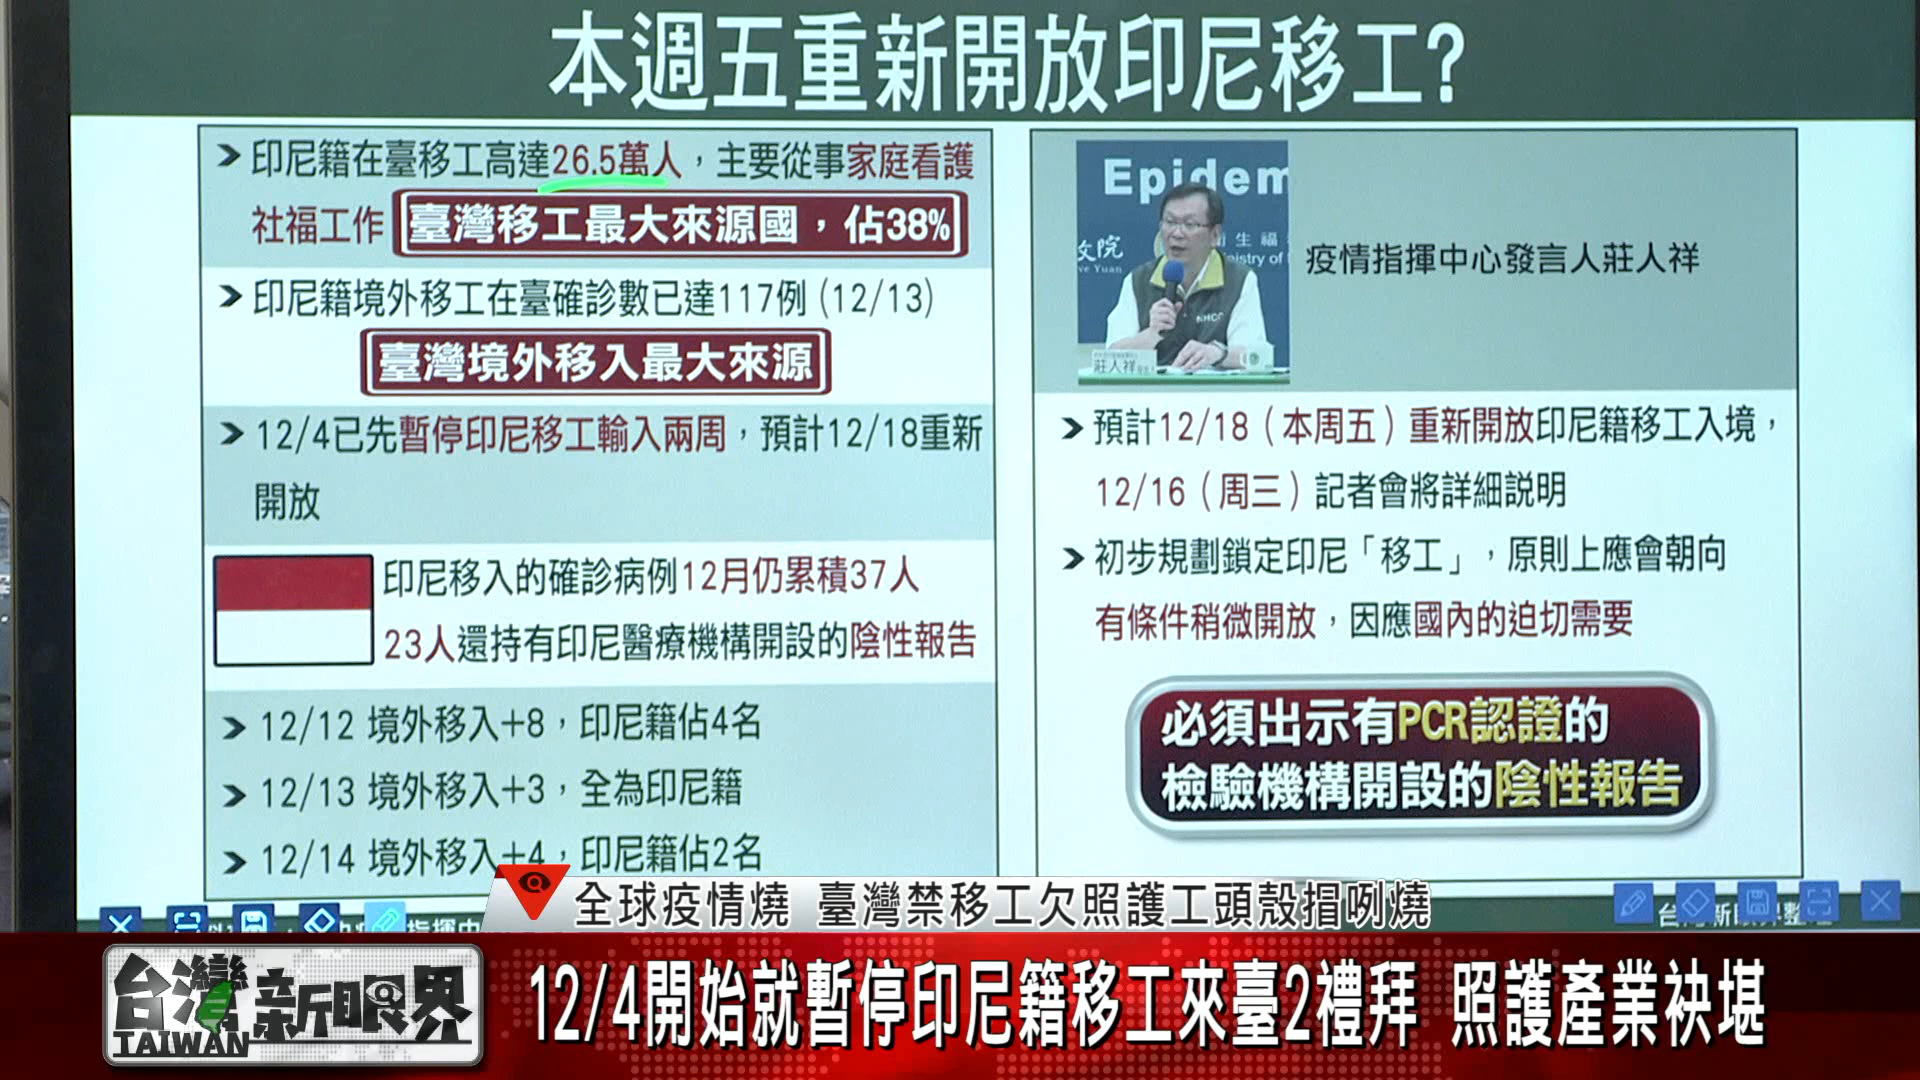 本週五重新開放印尼移工?
印尼籍在臺移工高達26.5萬人，主要從事家庭看護
社福工作 臺灣移工最大來源國，佔38%
印尼籍境外移工在臺確診數已達117例 (12/13)
臺灣境外移入最大來源
12/4已先暫停印尼移工輸入兩周，預計12/18重新
開放
印尼移入的確診病例12月仍累積37人
23人還持有印尼醫療機構開設的陰性報告
12/12 境外移入+8，印尼籍佔4名
12/13 境外移入+3，全為印尼籍
12/14 境外移入+4，印尼籍佔2名
Epidem
莊人祥
疫情指揮中心發言人莊人祥
預計12/18（本周五）重新開放印尼籍移工入境，
12/16（周三）記者會將詳細說明
初步規劃鎖定印尼「移工」，原則上應會朝向
有條件稍微開放，因應國內的迫切需要
必須出示有PCR認證的
檢驗機構開設的陰性報告
全球疫情燒 臺灣禁移工欠照護工頭殼揞咧燒
台灣新眼界
TAIWAN
12/4開始就暫停印尼籍移工來臺2禮拜 照護產業袂堪